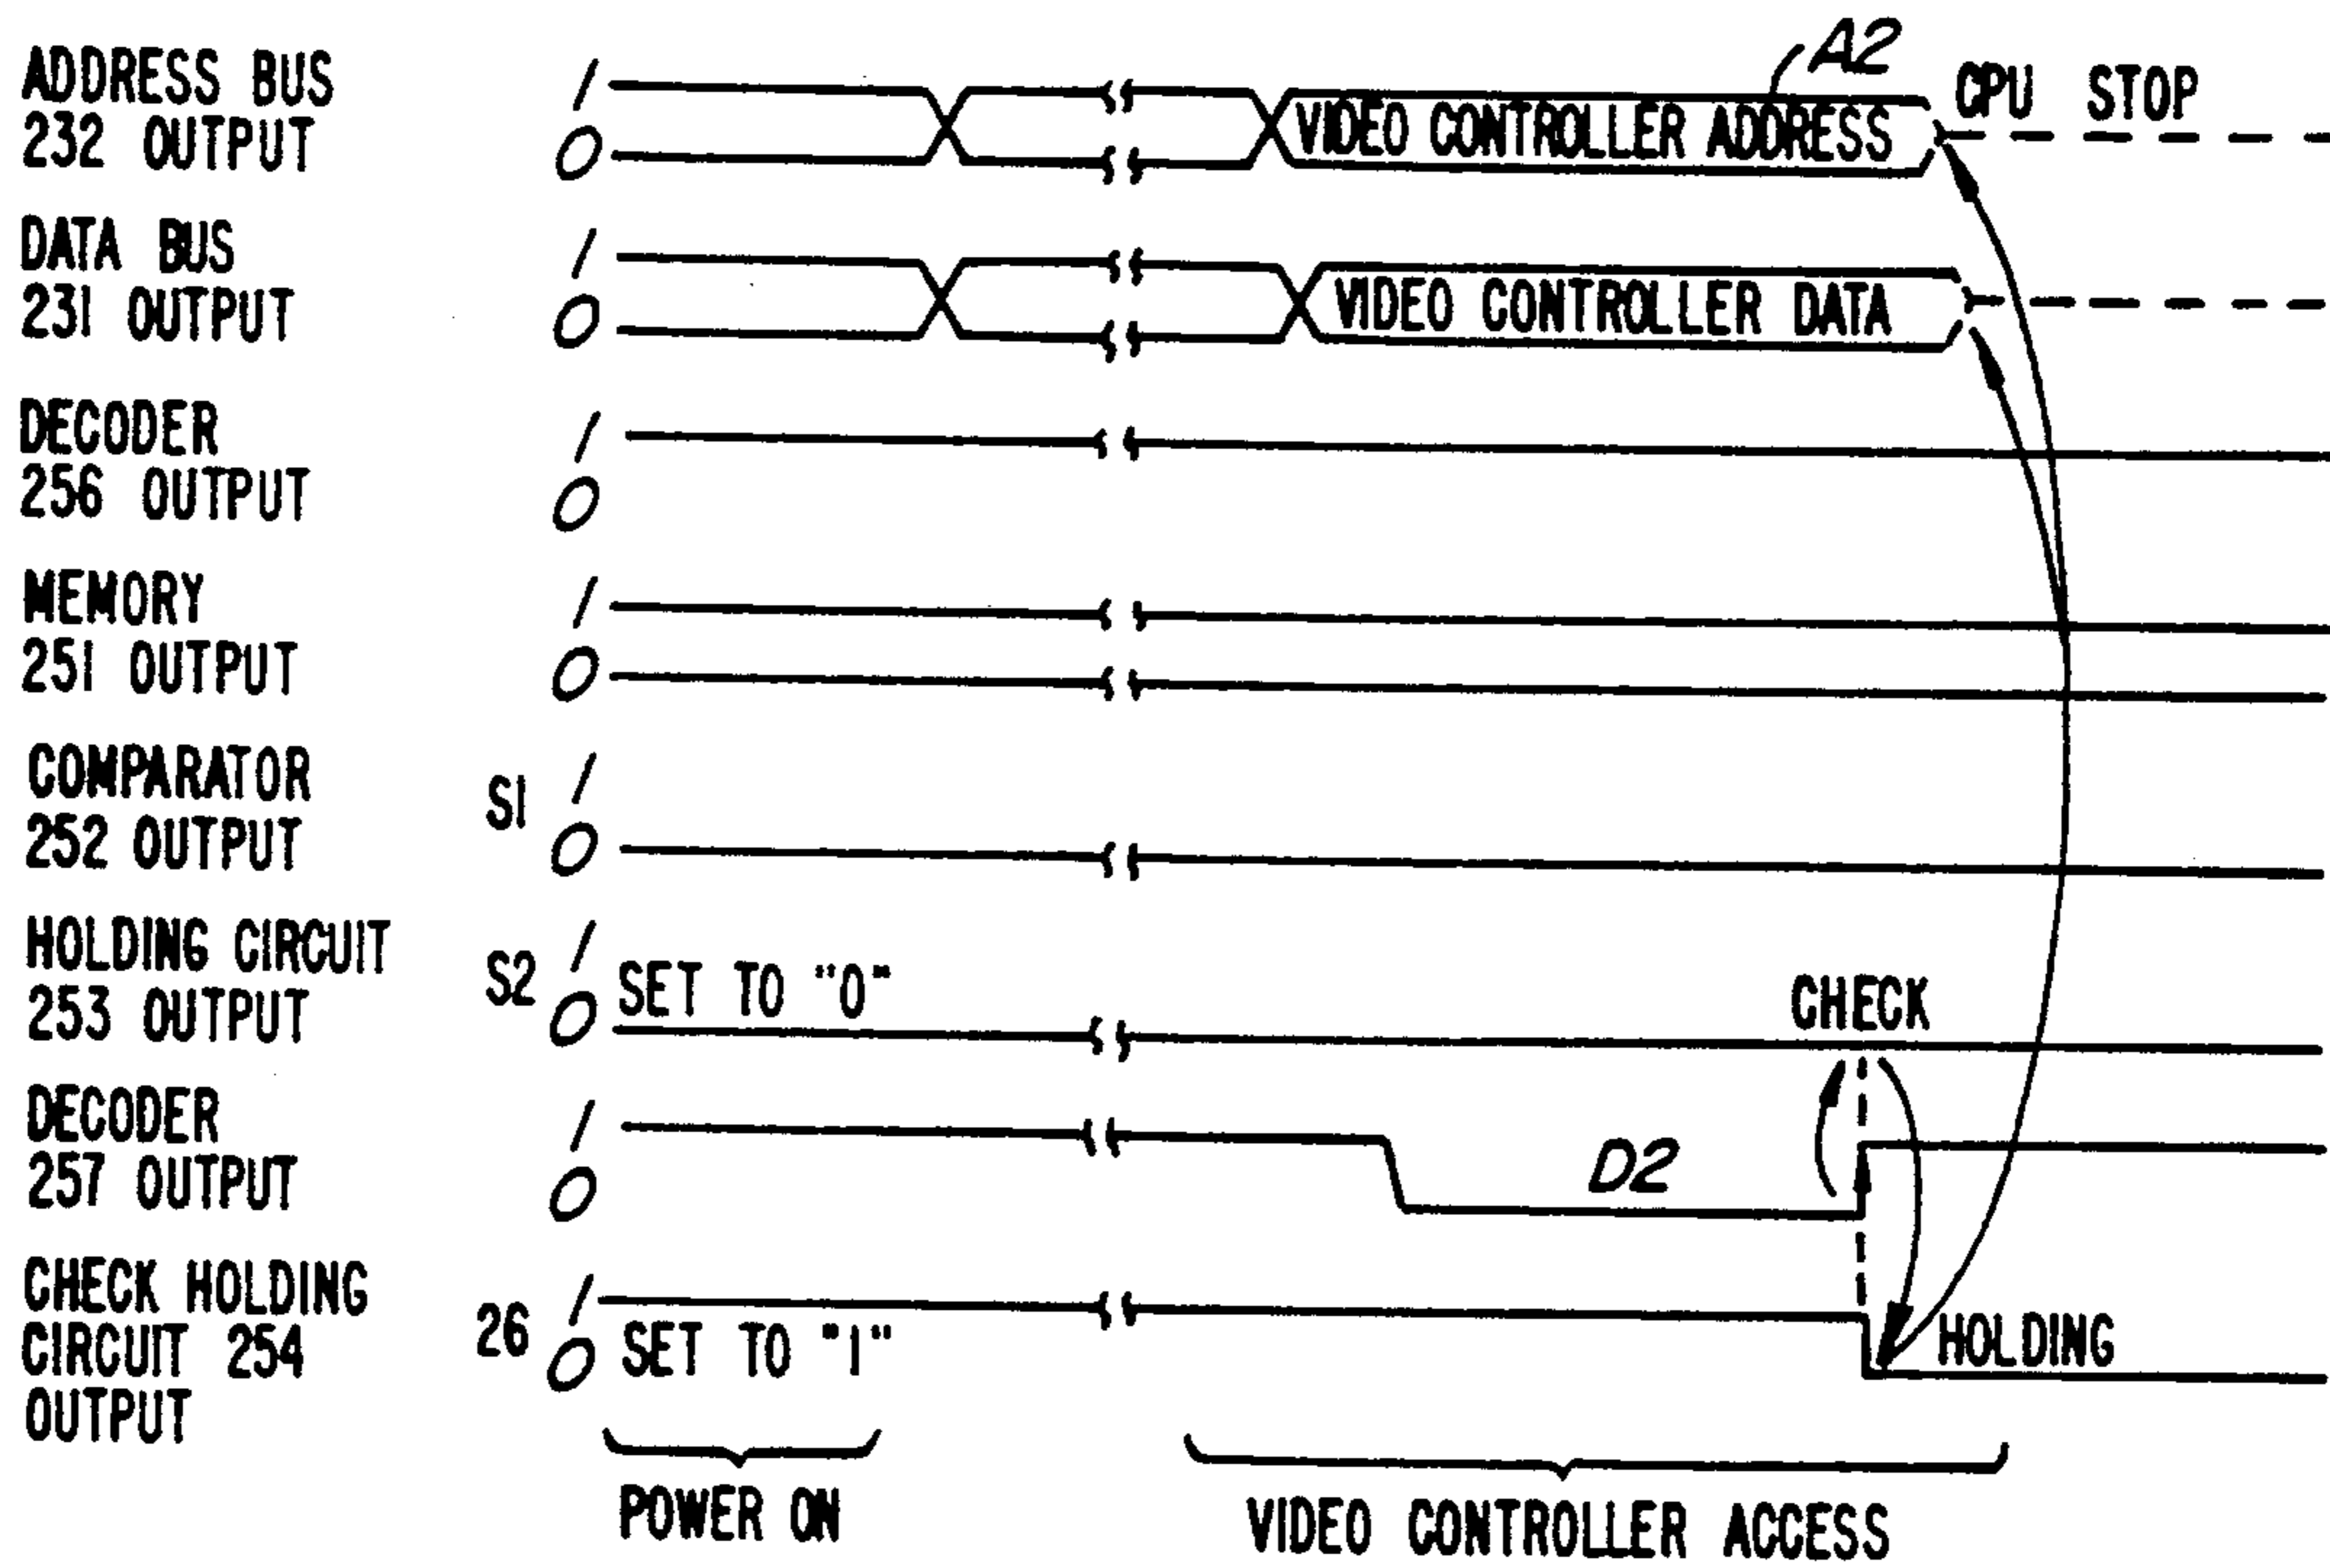 ADDRESS BUS
232 OUTPUT
1
0
VIDEO CONTROLLER ADDRESS
A2
CPU STOP
DATA BUS
231 OUTPUT
1
0
VIDEO CONTROLLER DATA
DECODER
256 OUTPUT
1
0
MEMORY
251 OUTPUT
1
0
COMPARATOR
252 OUTPUT
S1
1
0
HOLDING CIRCUIT
253 OUTPUT
S2
1
0
SET TO "0"
CHECK
DECODER
257 OUTPUT
1
0
D2
CHECK HOLDING
CIRCUIT 254
OUTPUT
26
1
0
SET TO "1"
HOLDING
POWER ON
VIDEO CONTROLLER ACCESS